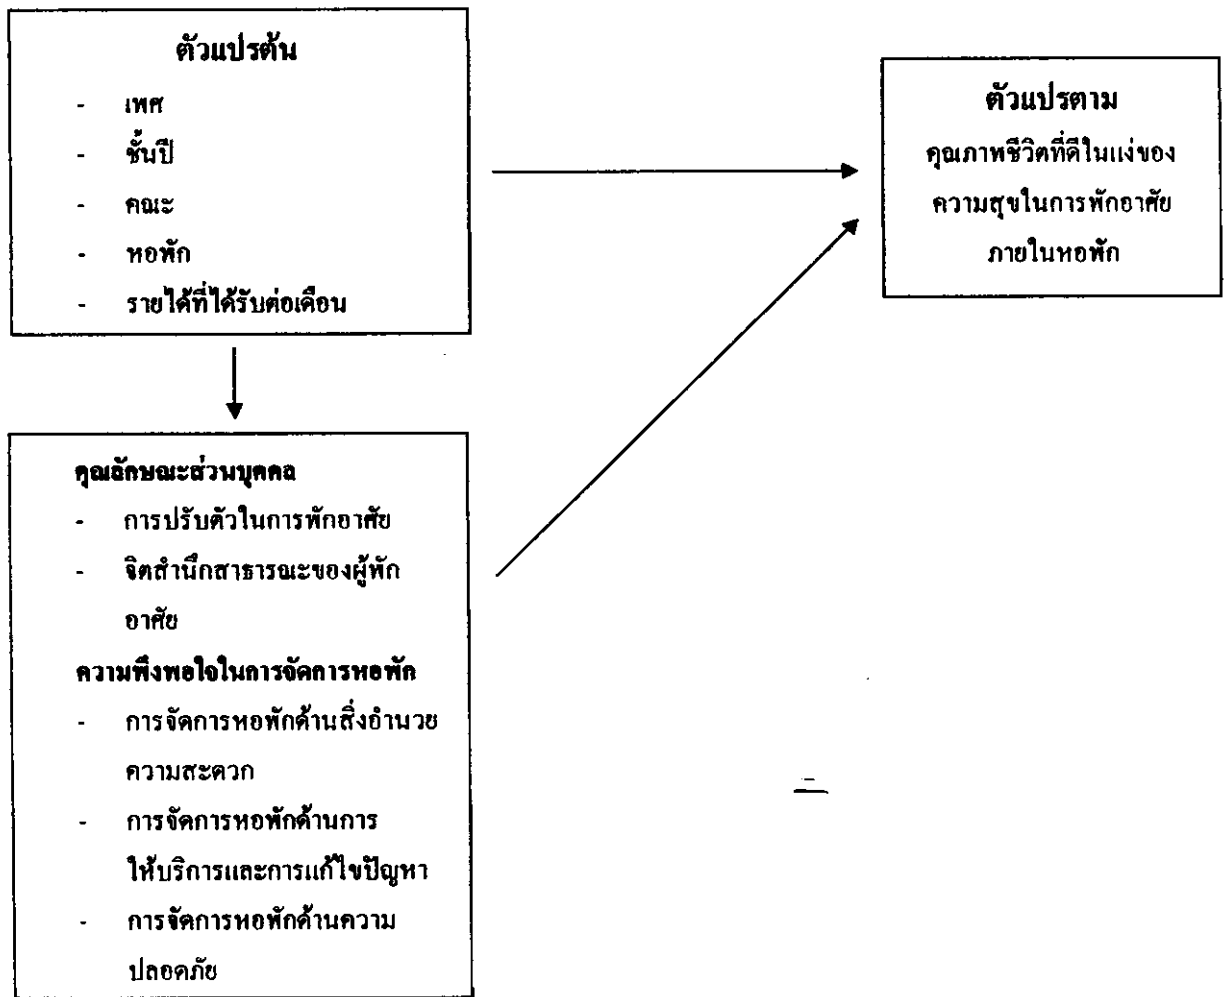 ตัวแปรต้น
- เพศ
- ชั้นปี
- คณะ
- หอพัก
- รายได้ที่ได้รับต่อเดือน
ตัวแปรตาม
คุณภาพชีวิตที่ดีในแง่ของ
ความสุขในการพักอาศัย
ภายในหอพัก
คุณลักษณะส่วนบุคคล
- การปรับตัวในการพักอาศัย
- จิตสำนึกสาธารณะของผู้พัก
อาศัย
ความพึงพอใจในการจัดการหอพัก
- การจัดการหอพักด้านสิ่งอำนวย
ความสะดวก
- การจัดการหอพักด้านการ
ให้บริการและการแก้ไขปัญหา
- การจัดการหอพักด้านความ
ปลอดภัย